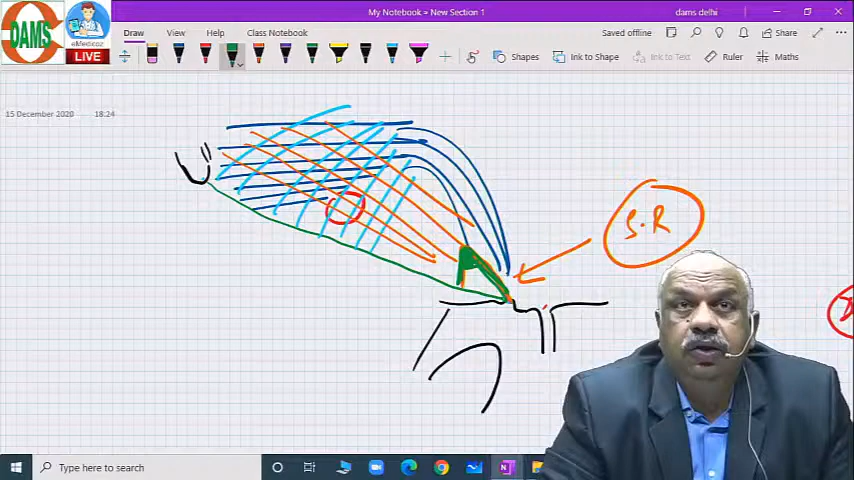 My Notebook » New Section 1
dams delhi
DAMS
eMedicoz
LIVE
Draw
View
Help
Class Notebook
Saved offline
Share
Shapes
Ink to Shape
Ink to Text
Ruler
Maths
15 December 2020
18:24
S.R
Type here to search